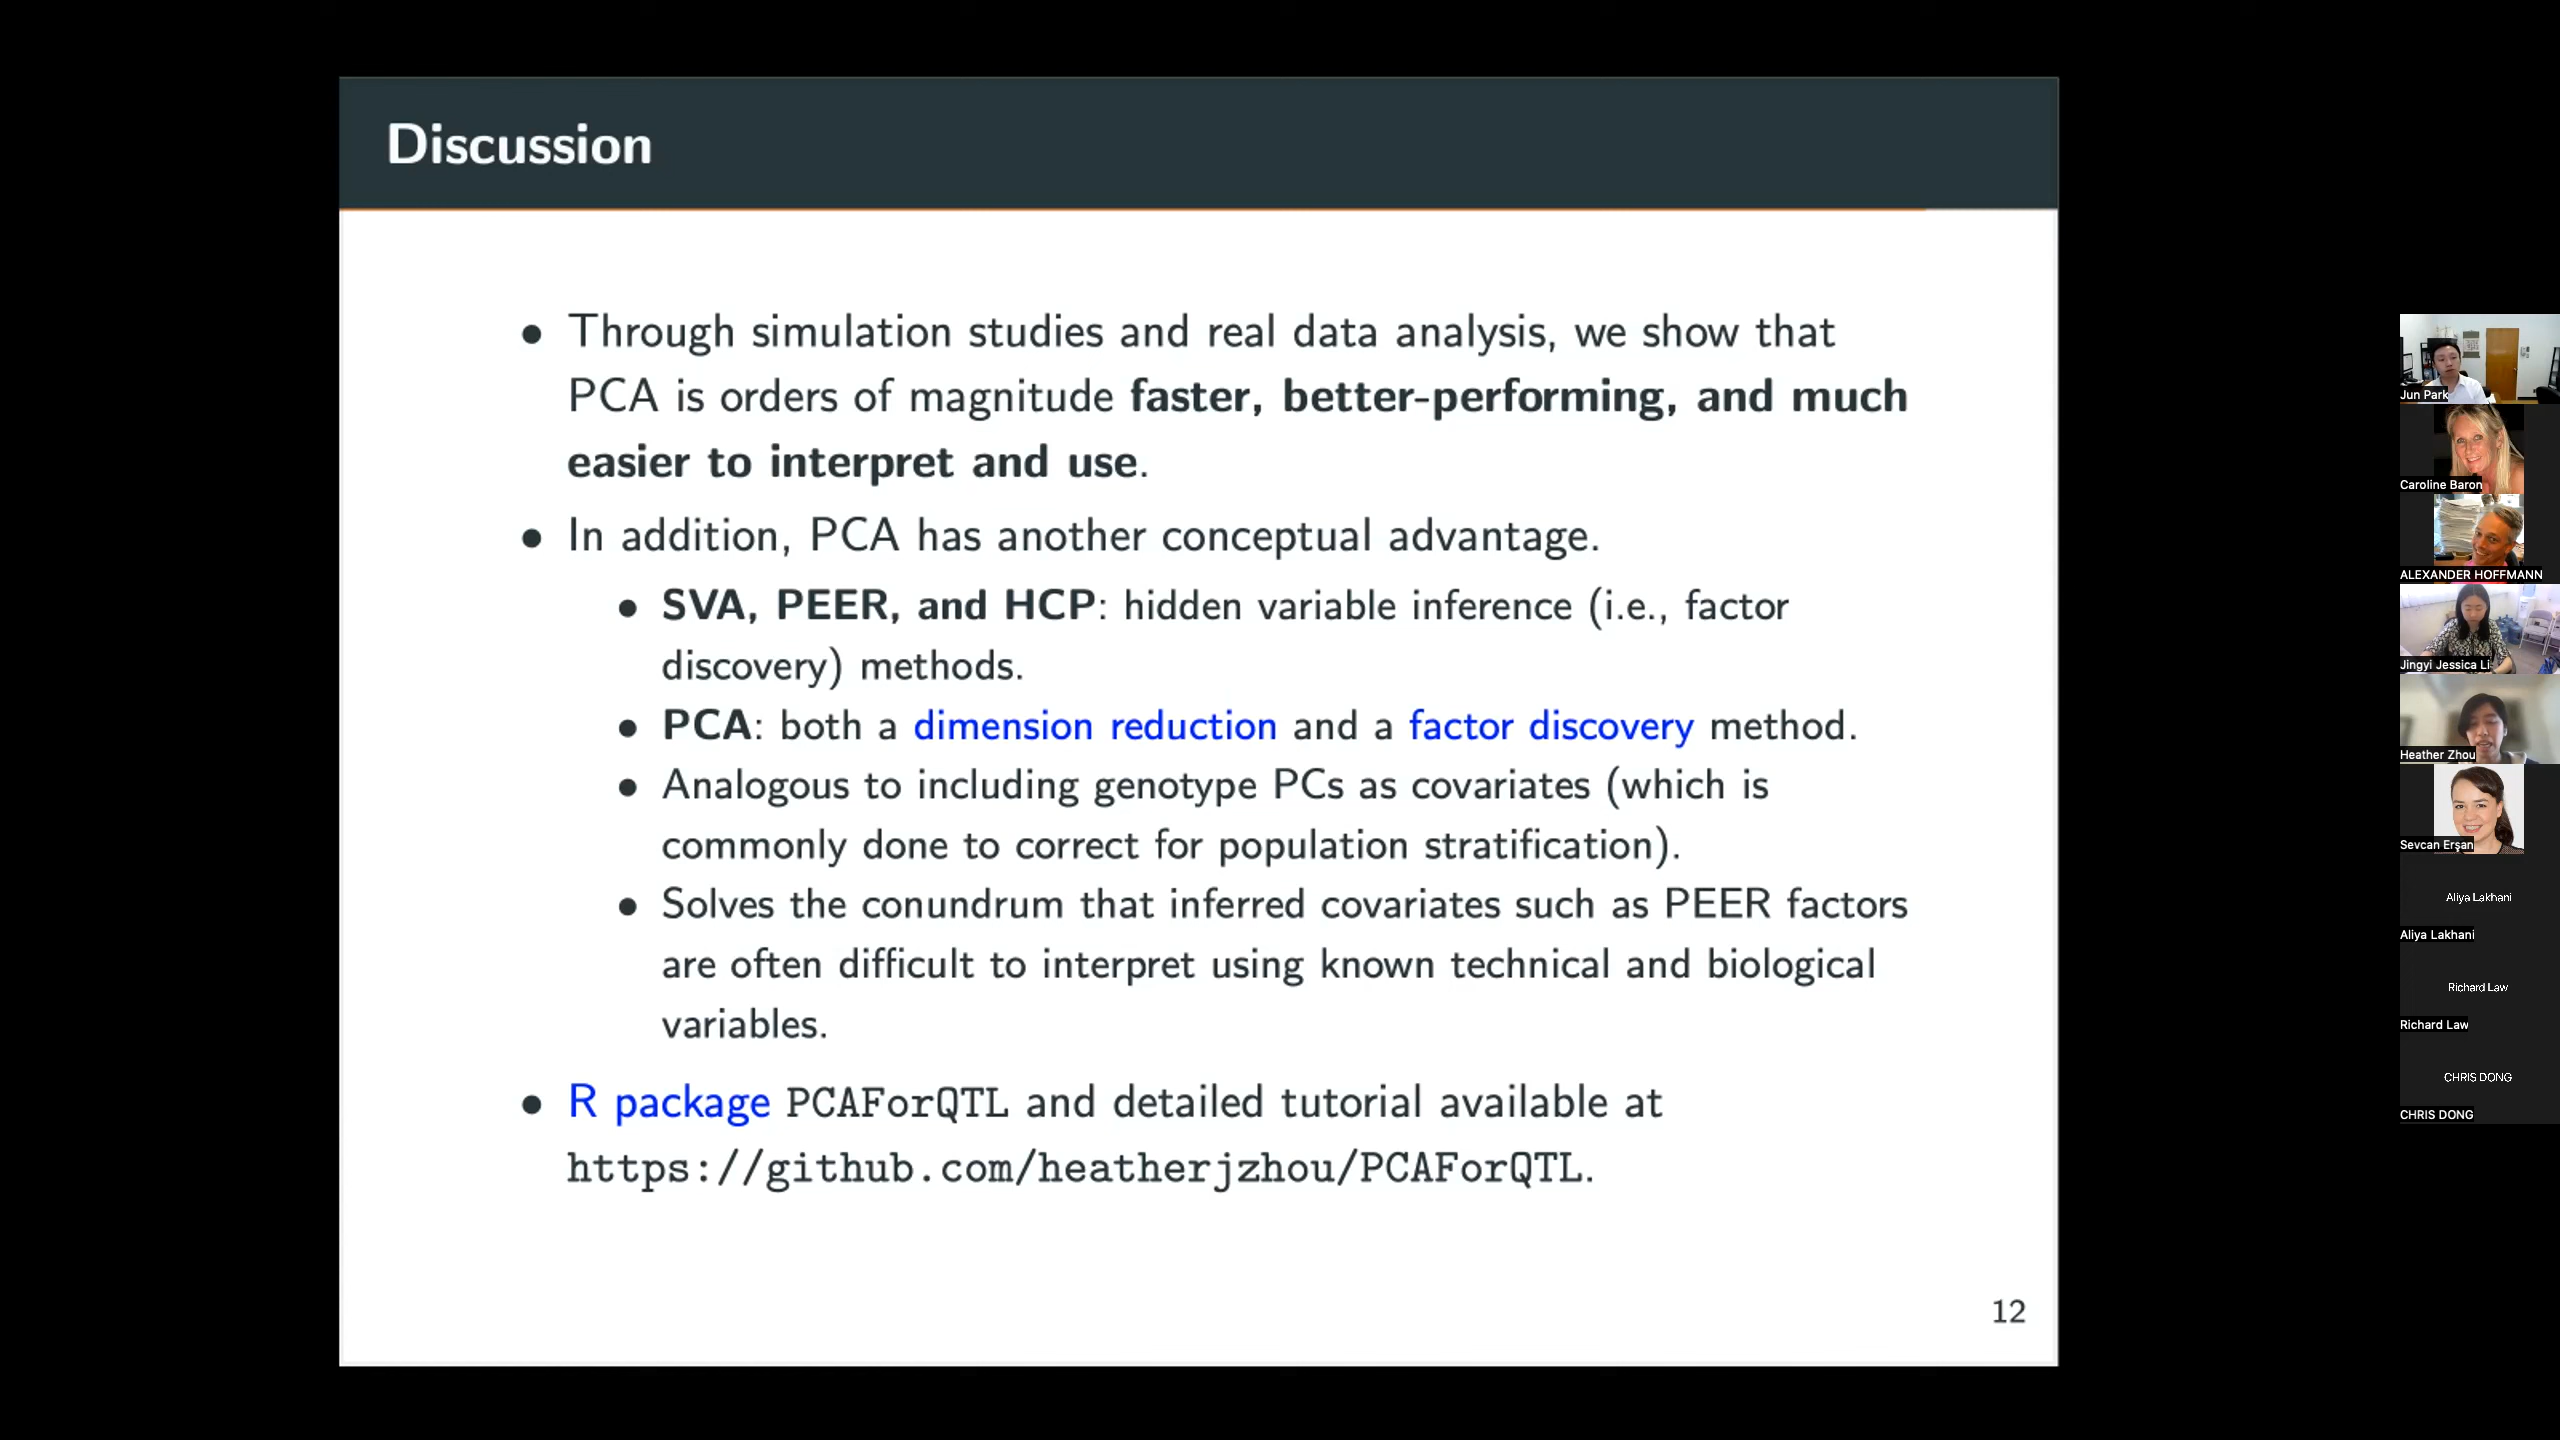 Discussion
• Through simulation studies and real data analysis, we show that
PCA is orders of magnitude faster, better-performing, and much
easier to interpret and use.
• In addition, PCA has another conceptual advantage.
• SVA, PEER, and HCP: hidden variable inference (i.e., factor
discovery) methods.
• PCA: both a dimension reduction and a factor discovery method.
• Analogous to including genotype PCs as covariates (which is
commonly done to correct for population stratification).
• Solves the conundrum that inferred covariates such as PEER factors
are often difficult to interpret using known technical and biological
variables.
• R package PCAForQTL and detailed tutorial available at
https://github.com/heatherjzhou/PCAForQTL.
12
Jun Park
Caroline Baron
ALEXANDER HOFFMANN
Jingyi Jessica Li
Heather Zhou
Sevcan Erşan
Aliya Lakhani
Aliya Lakhani
Richard Law
Richard Law
CHRIS DONG
CHRIS DONG